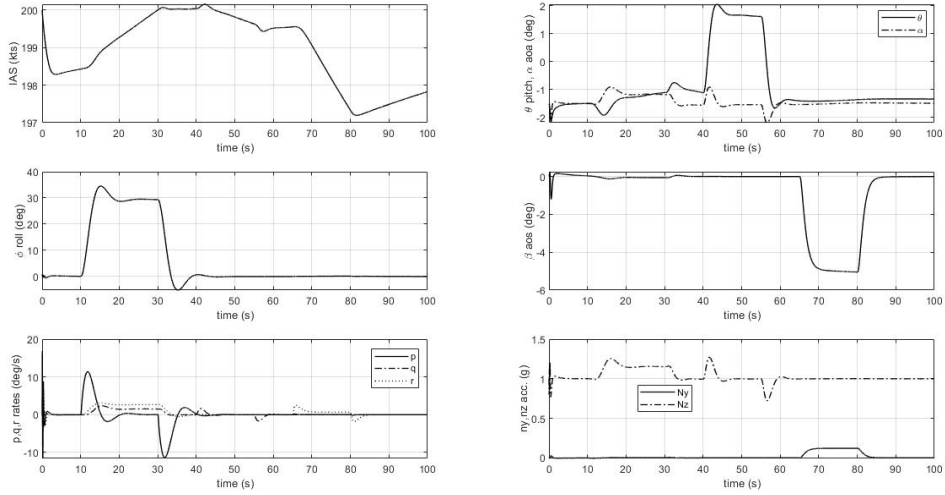 200
199
198
197
IAS (kts)
0 10 20 30 40 50 60 70 80 90 100
time (s)
2
1
0
-1
-2
θ pitch, α aoa (deg)
θ
α
0 10 20 30 40 50 60 70 80 90 100
time (s)
40
30
20
10
0
ϕ roll (deg)
0 10 20 30 40 50 60 70 80 90 100
time (s)
0
-2
-4
-6
β aos (deg)
0 10 20 30 40 50 60 70 80 90 100
time (s)
20
10
0
-10
p,q,r rates (deg/s)
p
q
r
0 10 20 30 40 50 60 70 80 90 100
time (s)
1.5
1
0.5
0
ny,nz acc. (g)
Ny
Nz
0 10 20 30 40 50 60 70 80 90 100
time (s)